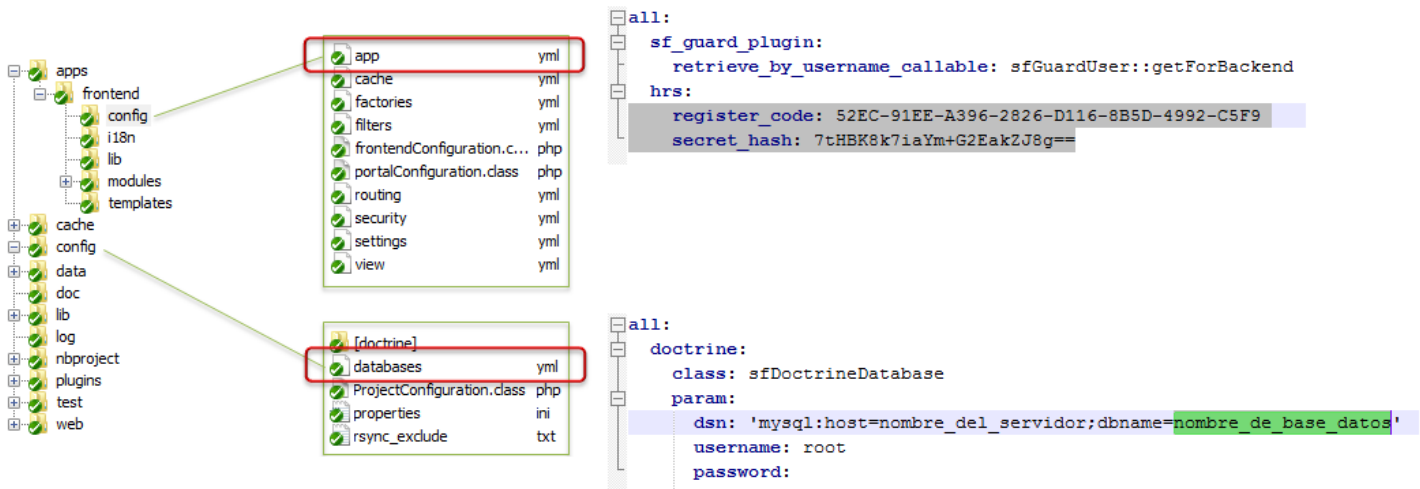 apps
frontend
config
i18n
lib
modules
templates
cache
config
data
doc
lib
log
nbproject
plugins
test
web
app yml
cache yml
factories yml
filters yml
frontendConfiguration.c... php
portalConfiguration.class php
routing yml
security yml
settings yml
view yml
[doctrine]
databases yml
ProjectConfiguration.class php
properties ini
rsync_exclude txt
all:
sf_guard_plugin:
retrieve_by_username_callable: sfGuardUser::getForBackend
hrs:
register_code: 52EC-91EE-A396-2826-D116-8B5D-4992-C5F9
secret_hash: 7tHBK8k7iaYm+G2EakZJ8g==
all:
doctrine:
class: sfDoctrineDatabase
param:
dsn: 'mysql:host=nombre_del_servidor;dbname=nombre_de_base_datos'
username: root
password: